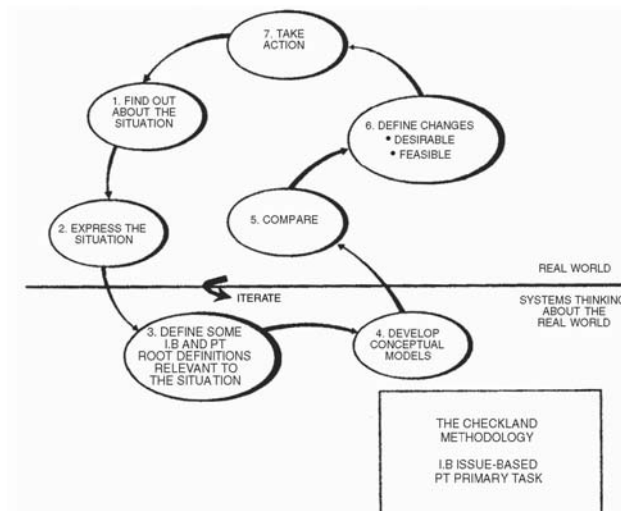 7. TAKE
ACTION
1. FIND OUT
ABOUT THE
SITUATION
6. DEFINE CHANGES
• DESIRABLE
• FEASIBLE
2. EXPRESS THE
SITUATION
5. COMPARE
REAL WORLD
ITERATE
SYSTEMS THINKING
ABOUT THE
REAL WORLD
3. DEFINE SOME
I.B AND PT
ROOT DEFINITIONS
RELEVANT TO
THE SITUATION
4. DEVELOP
CONCEPTUAL
MODELS
THE CHECKLAND
METHODOLOGY
I.B ISSUE-BASED
PT PRIMARY TASK